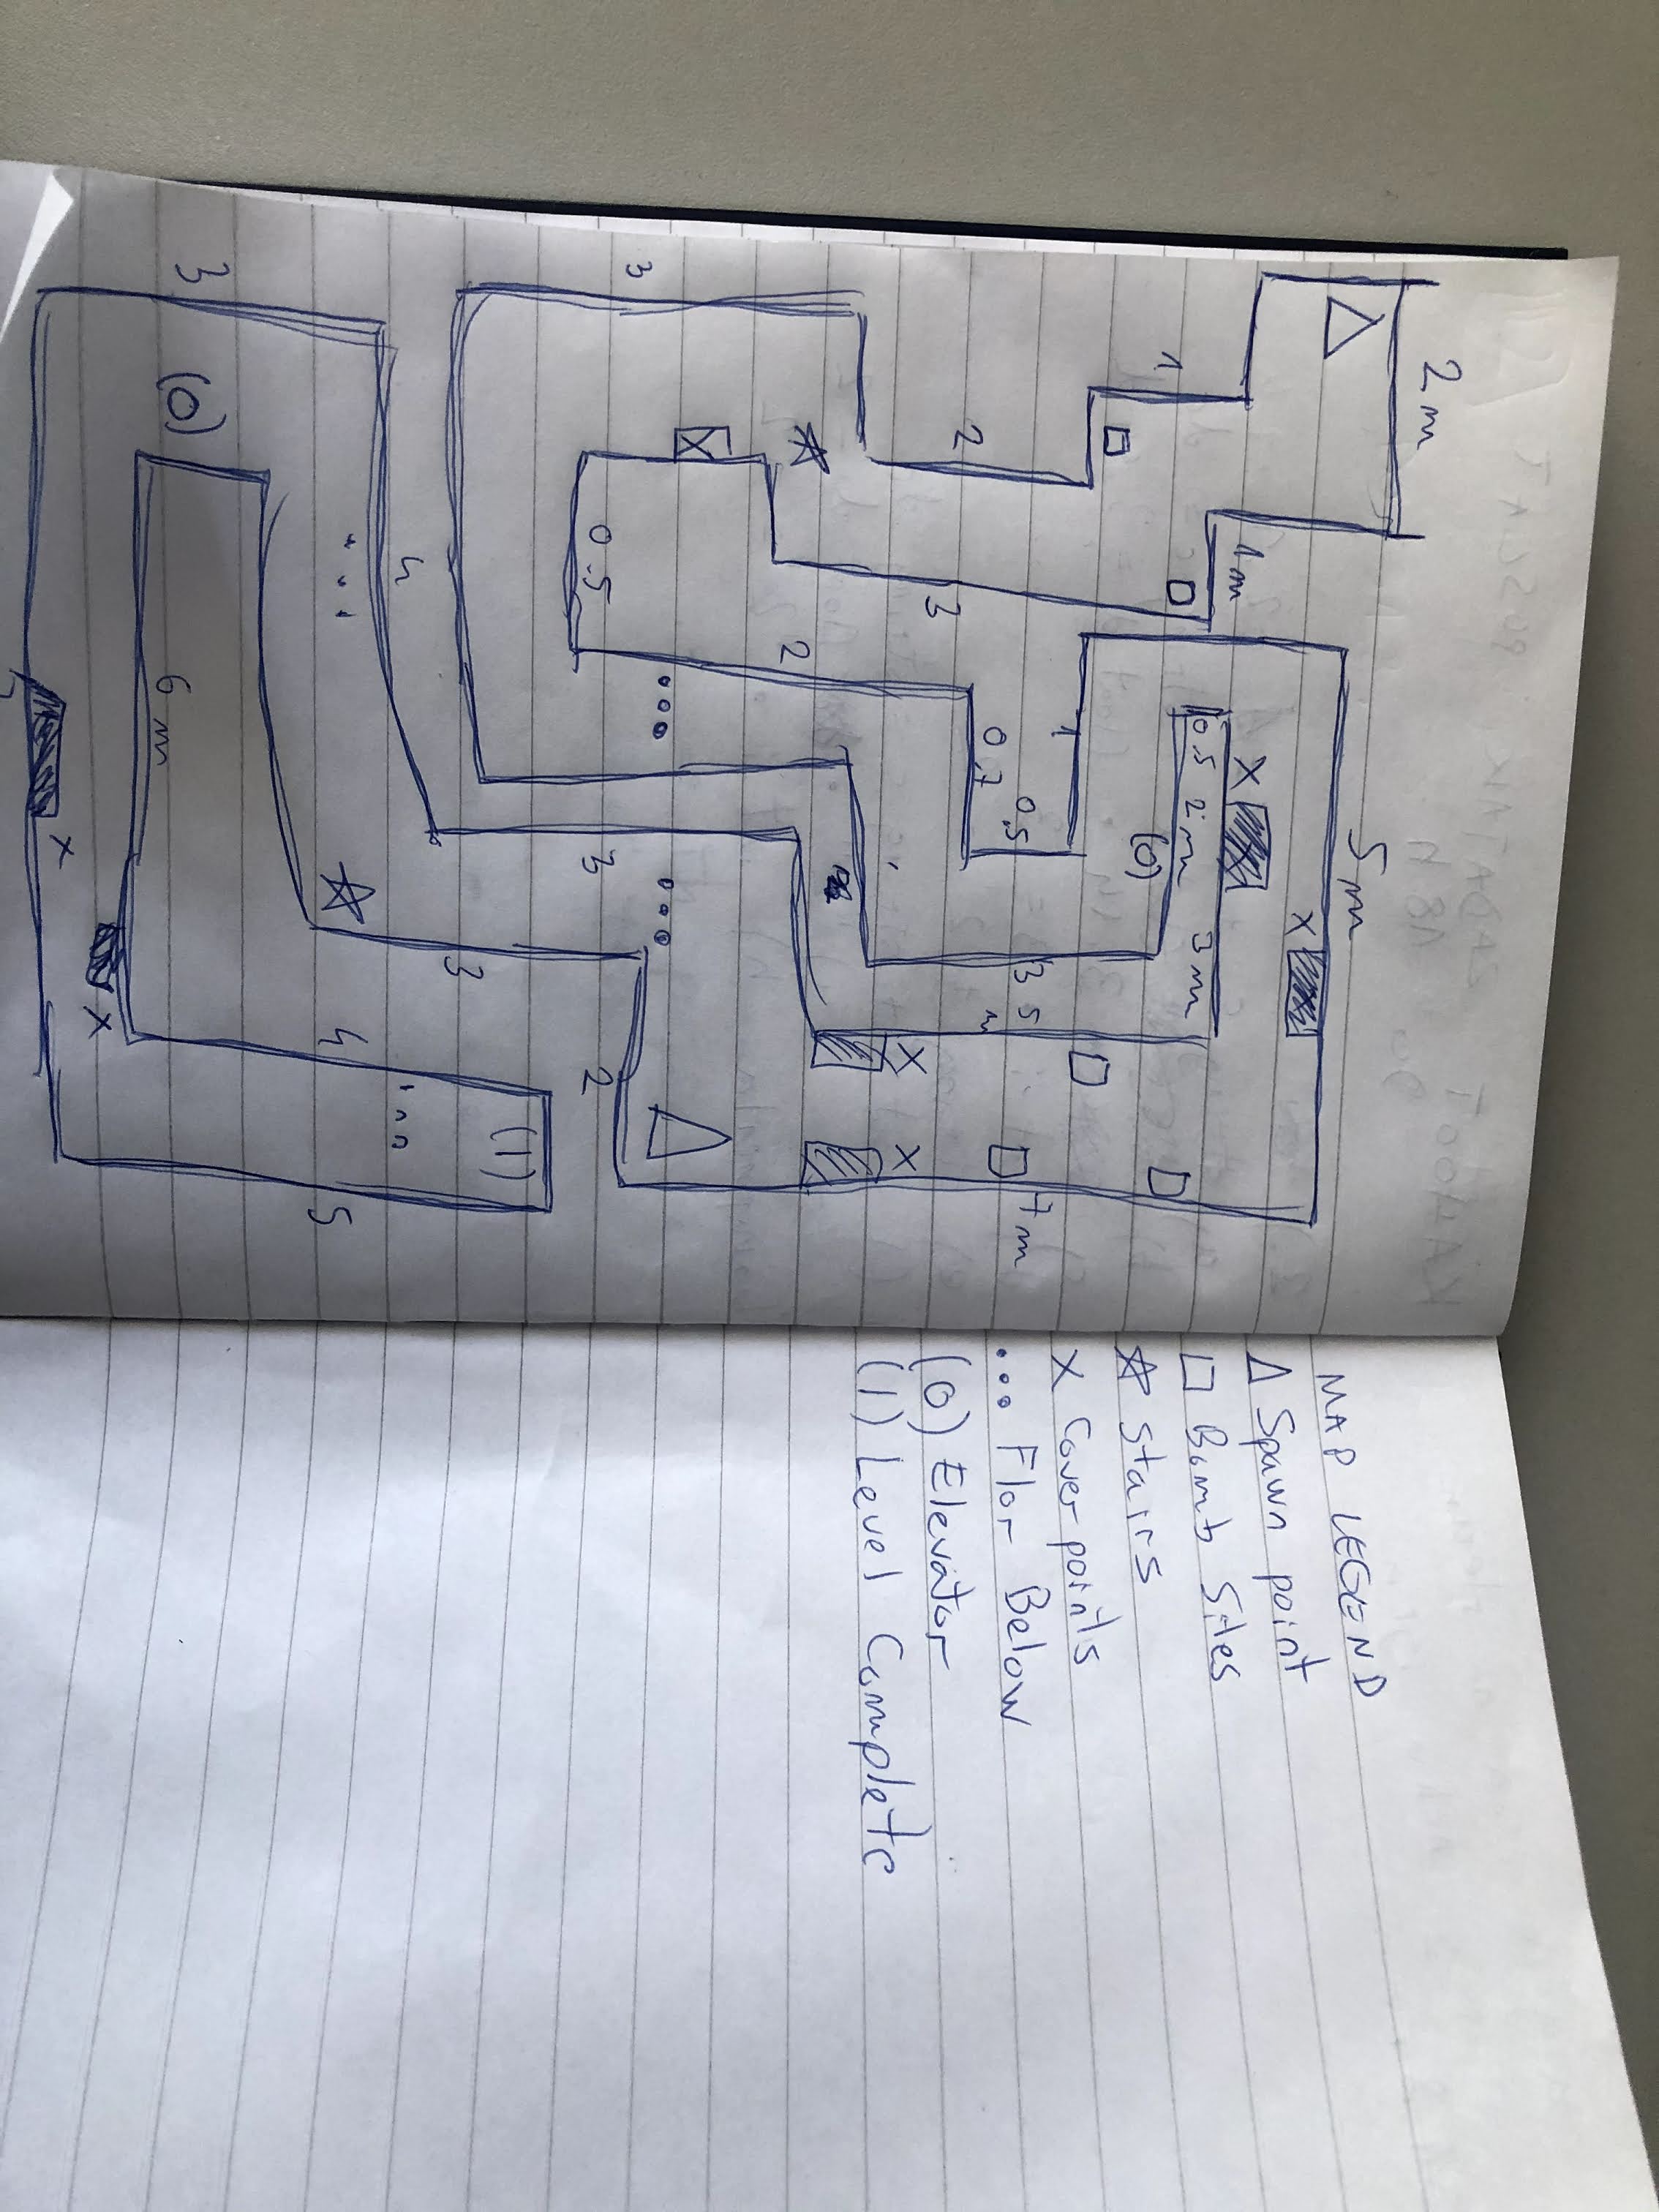 2m
5m
X
X
1m
0.5 2m 3m
(0)
1
1
0.5
3 5
m
7m
0.7
2
3
X X
2
X
3
0.5
3
2
(1)
3
4
4
5
3
(0)
6 m
X
X
MAP LEGEND
Δ Spawn point
□ Bomb Sites
☆ Stairs
X Cover points
... Flor Below
(0) Elevator
(1) Level Complete